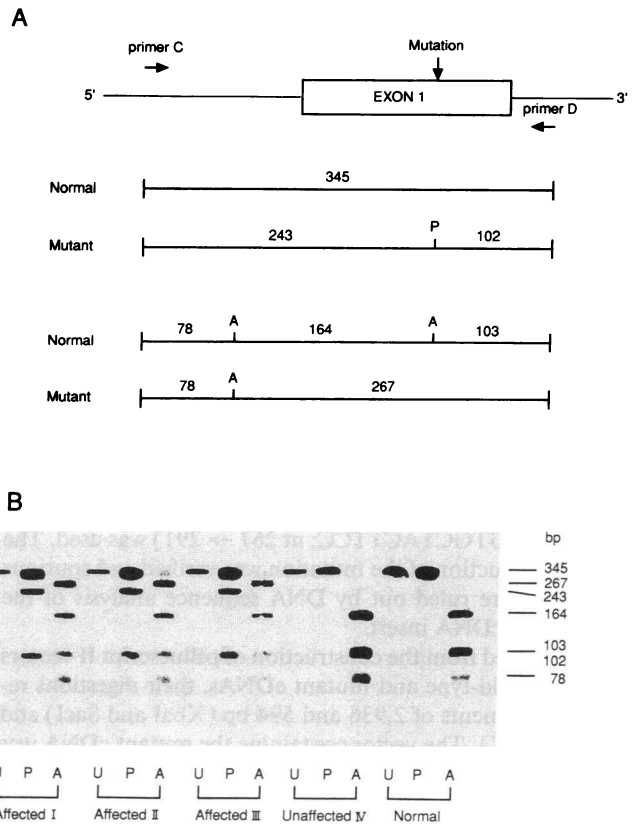 A
primer C
Mutation
5'
EXON 1
3'
primer D
Normal
345
Mutant
243
P
102
Normal
78
A
164
A
103
Mutant
78
A
267
B
bp
345
267
243
164
103
102
78
U P A U P A U P A U P A U P A
Affected I Affected II Affected III Unaffected IV Normal